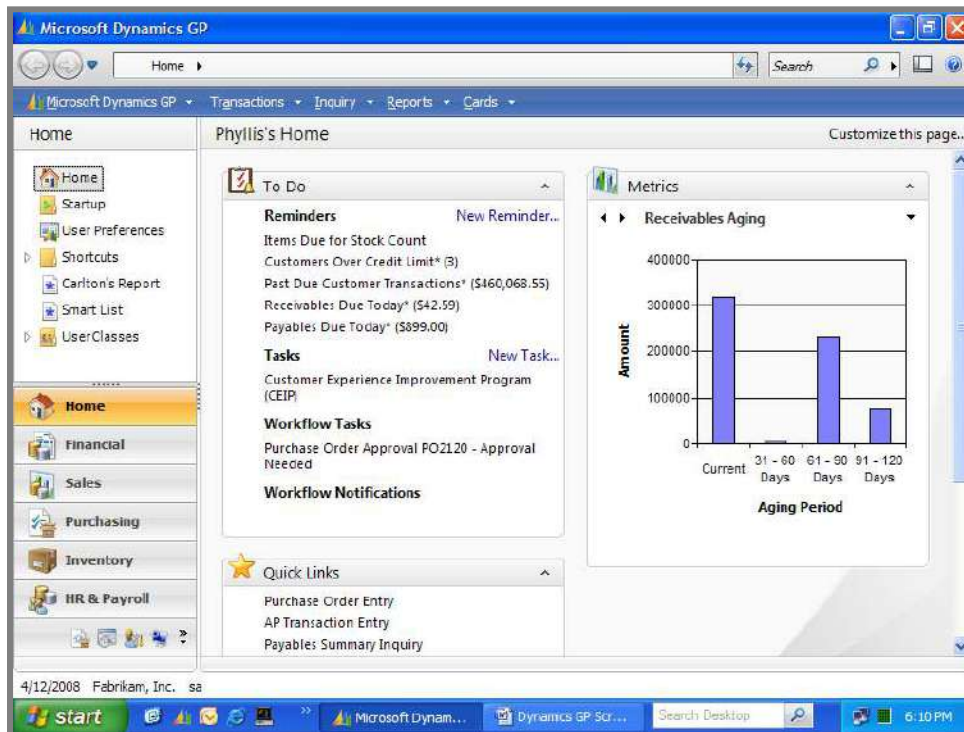 Microsoft Dynamics GP
Home
Search
Microsoft Dynamics GP Transactions Inquiry Reports Cards
Home
Phyllis's Home
Customize this page...
Home
Startup
User Preferences
Shortcuts
Carlton's Report
Smart List
UserClasses
Home
Financial
Sales
Purchasing
Inventory
HR & Payroll
To Do
Reminders New Reminder...
Items Due for Stock Count
Customers Over Credit Limit* (3)
Past Due Customer Transactions* ($460,068.55)
Receivables Due Today* ($42.59)
Payables Due Today* ($899.00)
Tasks New Task...
Customer Experience Improvement Program
(CEIP)
Workflow Tasks
Purchase Order Approval PO2120 - Approval
Needed
Workflow Notifications
Quick Links
Purchase Order Entry
AP Transaction Entry
Payables Summary Inquiry
Metrics
Receivables Aging
Amount
400000
300000
200000
100000
0
Current 31 - 60 Days 61 - 90 Days 91 - 120 Days
Aging Period
4/12/2008 Fabrikam, Inc. sa
start Microsoft Dynam... Dynamics GP Scr... Search Desktop 6:10 PM